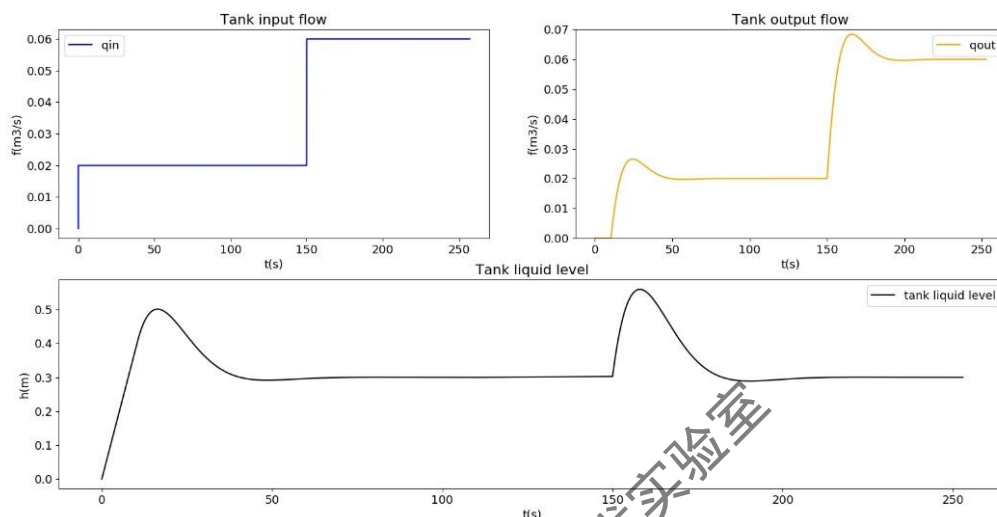 Tank input flow
qin
f(m3/s)
0.06
0.05
0.04
0.03
0.02
0.01
0.00
0 50 100 150 200 250
t(s)
Tank output flow
qout
f(m3/s)
0.07
0.06
0.05
0.04
0.03
0.02
0.01
0.00
0 50 100 150 200 250
t(s)
Tank liquid level
tank liquid level
h(m)
0.5
0.4
0.3
0.2
0.1
0.0
0 50 100 150 200 250
t(s)
实验室